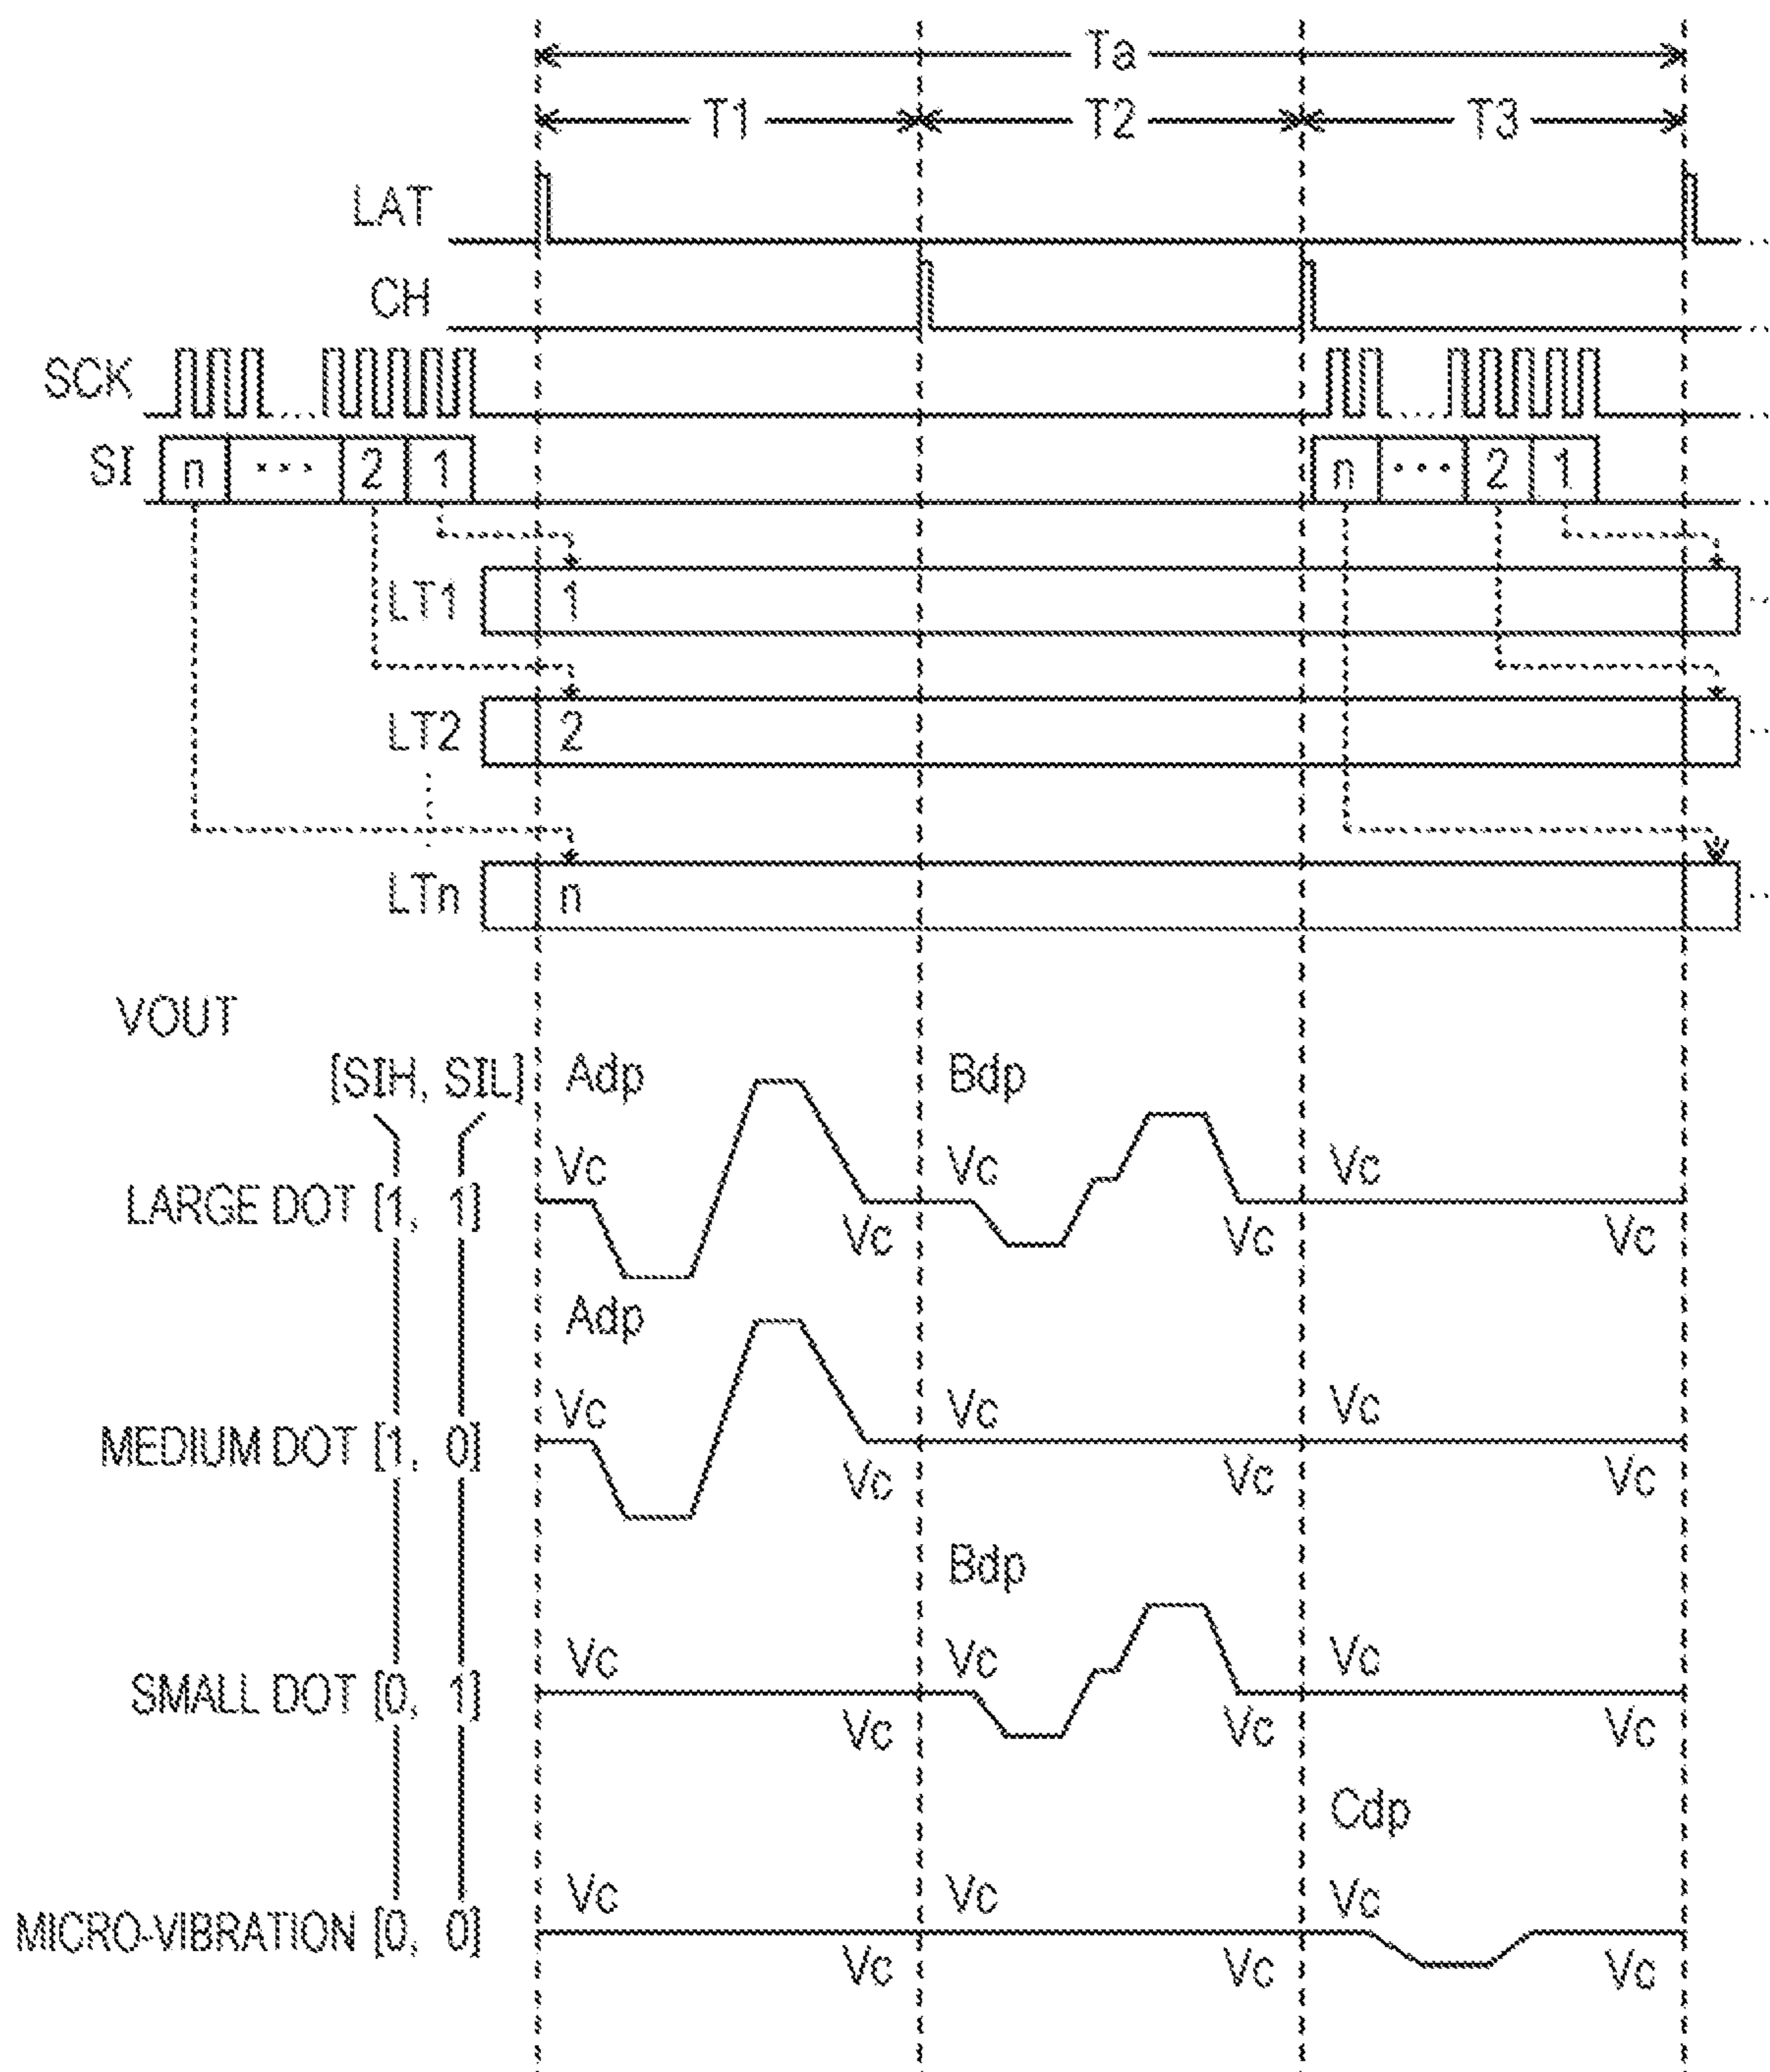 Ta
T1 T2 T3
LAT
CH
SCK
SI n ... 2 1 n ... 2 1
LT1 1
LT2 2
LTn n
VOUT
[SIH, SIL] Adp Bdp
Vc Vc Vc
LARGE DOT [1, 1]
Vc Vc Vc
Adp
Vc Vc Vc
MEDIUM DOT [1, 0]
Vc Vc Vc
Bdp
Vc Vc Vc
SMALL DOT [0, 1]
Vc Vc Vc
Cdp
Vc Vc Vc
MICRO-VIBRATION [0, 0]
Vc Vc Vc